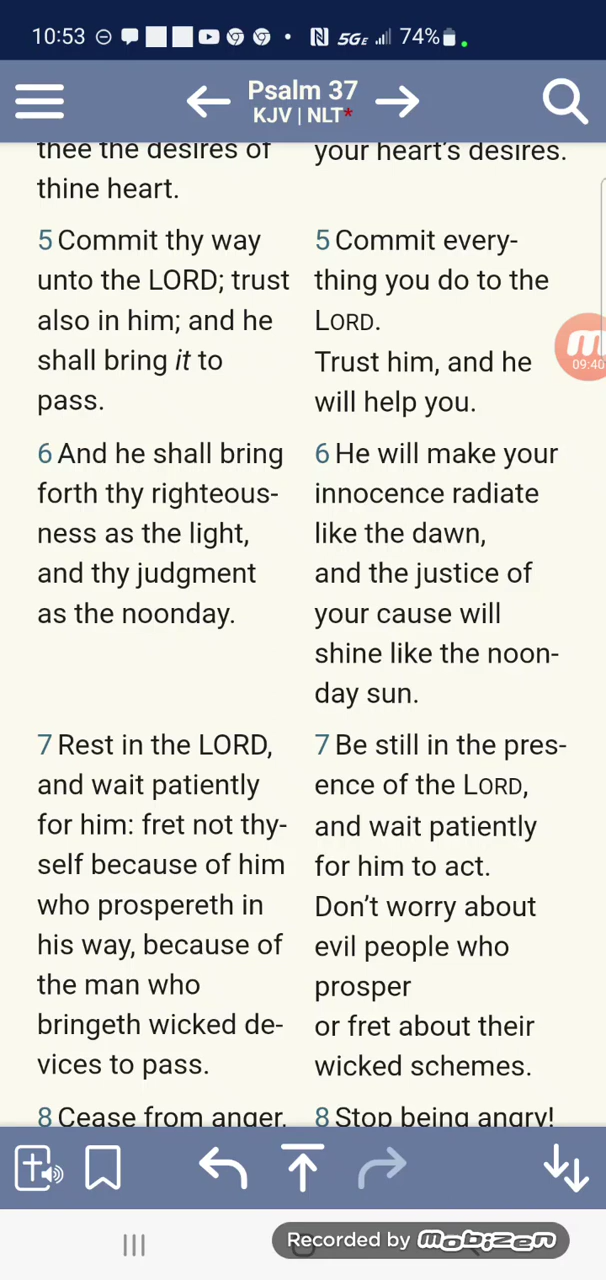 10:53
5GE
74%
Psalm 37
KJV | NLT*
thee the desires of
thine heart.
5 Commit thy way
unto the LORD; trust
also in him; and he
shall bring it to
pass.
6 And he shall bring
forth thy righteous-
ness as the light,
and thy judgment
as the noonday.
7 Rest in the LORD,
and wait patiently
for him: fret not thy-
self because of him
who prospereth in
his way, because of
the man who
bringeth wicked de-
vices to pass.
8 Cease from anger,
your heart's desires.
5 Commit every-
thing you do to the
LORD.
Trust him, and he
will help you.
6 He will make your
innocence radiate
like the dawn,
and the justice of
your cause will
shine like the noon-
day sun.
7 Be still in the pres-
ence of the LORD,
and wait patiently
for him to act.
Don’t worry about
evil people who
prosper
or fret about their
wicked schemes.
8 Stop being angry!
m
09:40
Recorded by mobizen